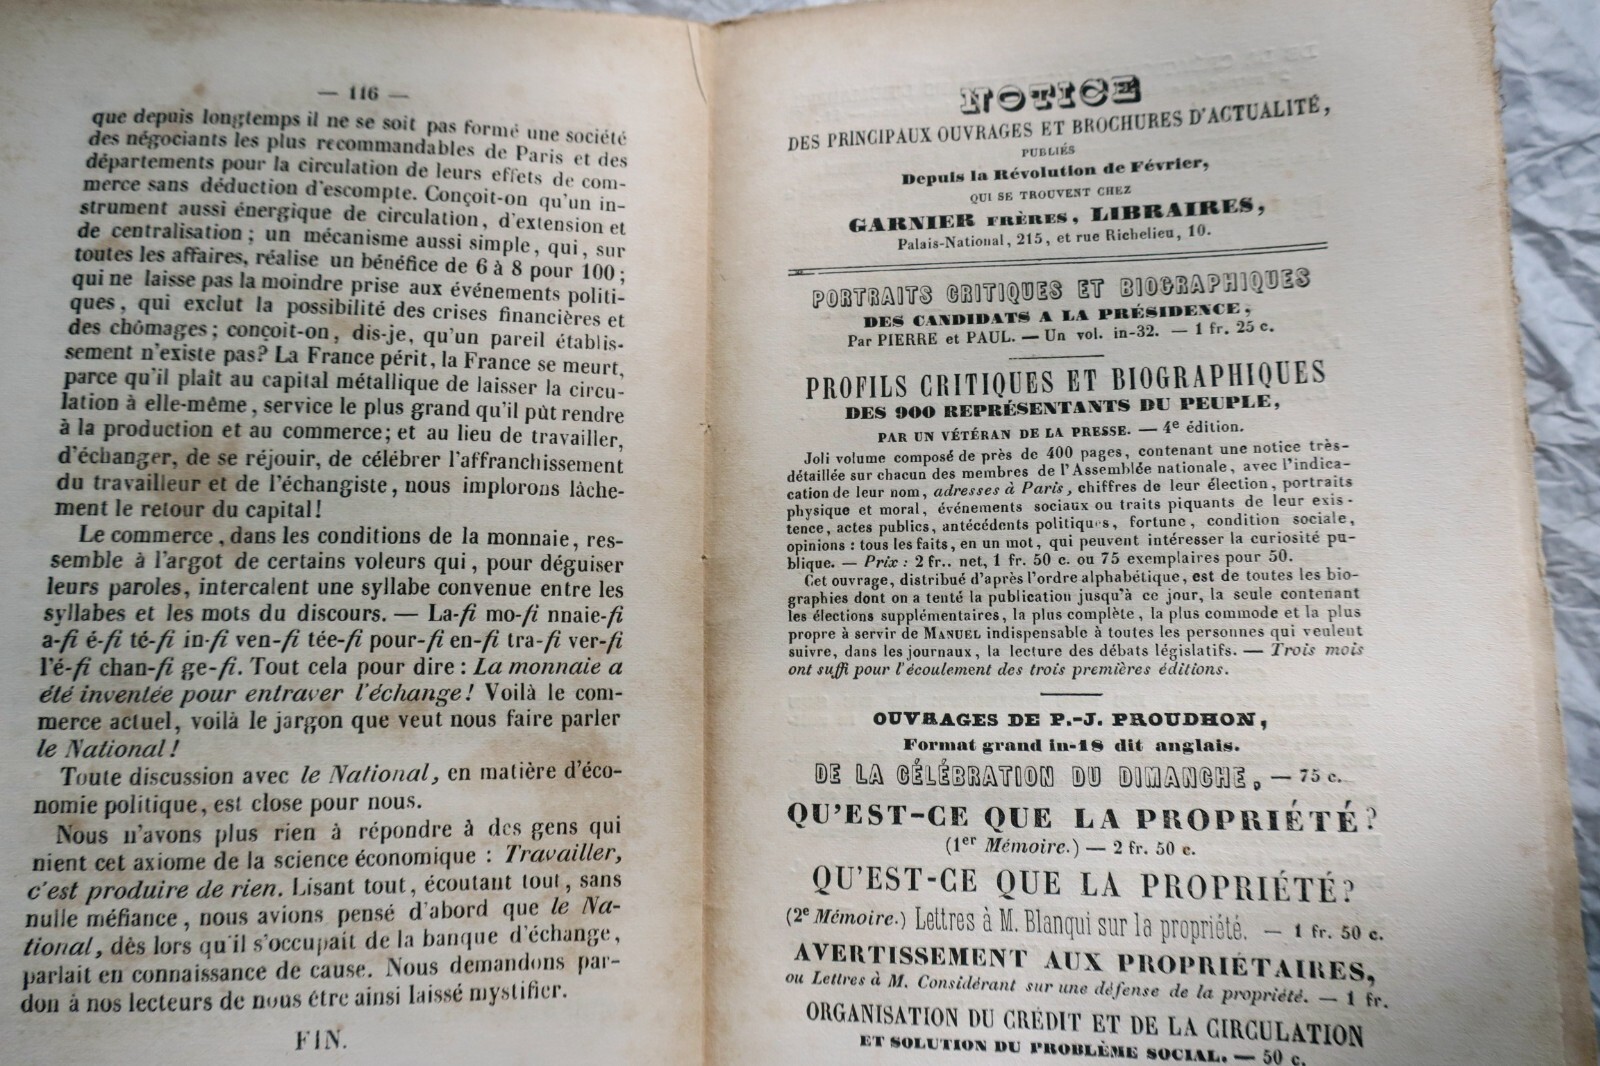 — 116 —
que depuis longtemps il ne se soit pas formé une société
des négociants les plus recommandables de Paris et des
départements pour la circulation de leurs effets de com-
merce sans déduction d'escompte. Conçoit-on qu'un in-
strument aussi énergique de circulation, d'extension et
de centralisation ; un mécanisme aussi simple, qui, sur
toutes les affaires, réalise un bénéfice de 6 à 8 pour 100 ;
qui ne laisse pas la moindre prise aux événements politi-
ques, qui exclut la possibilité des crises financières et
des chômages ; conçoit-on, dis-je, qu'un pareil établis-
sement n'existe pas? La France périt, la France se meurt,
parce qu'il plaît au capital métallique de laisser la circu-
lation à elle-même, service le plus grand qu'il pût rendre
à la production et au commerce; et au lieu de travailler,
d'échanger, de se réjouir, de célébrer l'affranchissement
du travailleur et de l'échangiste, nous implorons lâche-
ment le retour du capital!
Le commerce, dans les conditions de la monnaie, res-
semble à l'argot de certains voleurs qui, pour déguiser
leurs paroles, intercalent une syllabe convenue entre les
syllabes et les mots du discours. — La-fi mo-fi nnaie-fi
a-fi é-fi té-fi in-fi ven-fi tée-fi pour-fi en-fi tra-fi ver-fi
l'é-fi chan-fi ge-fi. Tout cela pour dire : La monnaie a
été inventée pour entraver l'échange! Voilà le com-
merce actuel, voilà le jargon que veut nous faire parler
le National!
Toute discussion avec le National, en matière d'éco-
nomie politique, est close pour nous.
Nous n'avons plus rien à répondre à des gens qui
nient cet axiome de la science économique : Travailler,
c'est produire de rien. Lisant tout, écoutant tout, sans
nulle méfiance, nous avions pensé d'abord que le Na-
tional, dès lors qu'il s'occupait de la banque d'échange,
parlait en connaissance de cause. Nous demandons par-
don à nos lecteurs de nous être ainsi laissé mystifier.
FIN.
NOTICE
DES PRINCIPAUX OUVRAGES ET BROCHURES D'ACTUALITÉ,
PUBLIÉS
Depuis la Révolution de Février,
QUI SE TROUVENT CHEZ
GARNIER FRÈRES, LIBRAIRES,
Palais-National, 215, et rue Richelieu, 10.
PORTRAITS CRITIQUES ET BIOGRAPHIQUES
DES CANDIDATS A LA PRÉSIDENCE,
Par PIERRE et PAUL. — Un vol. in-32. — 1 fr. 25 c.
PROFILS CRITIQUES ET BIOGRAPHIQUES
DES 900 REPRÉSENTANTS DU PEUPLE,
PAR UN VÉTÉRAN DE LA PRESSE. — 4e édition.
Joli volume composé de près de 400 pages, contenant une notice très-
détaillée sur chacun des membres de l'Assemblée nationale, avec l'indica-
cation de leur nom, adresses à Paris, chiffres de leur élection, portraits
physique et moral, événements sociaux ou traits piquants de leur exis-
tence, actes publics, antécédents politiques, fortune, condition sociale,
opinions : tous les faits, en un mot, qui peuvent intéresser la curiosité pu-
blique. — Prix : 2 fr.. net, 1 fr. 50 c. ou 75 exemplaires pour 50.
Cet ouvrage, distribué d'après l'ordre alphabétique, est de toutes les bio-
graphies dont on a tenté la publication jusqu'à ce jour, la seule contenant
les élections supplémentaires, la plus complète, la plus commode et la plus
propre à servir de MANUEL indispensable à toutes les personnes qui veulent
suivre, dans les journaux, la lecture des débats législatifs. — Trois mois
ont suffi pour l'écoulement des trois premières éditions.
OUVRAGES DE P.-J. PROUDHON,
Format grand in-18 dit anglais.
DE LA CÉLÉBRATION DU DIMANCHE, — 75 c.
QU'EST-CE QUE LA PROPRIÉTÉ?
(1er Mémoire.) — 2 fr. 50 c.
QU'EST-CE QUE LA PROPRIÉTÉ?
(2e Mémoire.) Lettres à M. Blanqui sur la propriété. — 1 fr. 50 c.
AVERTISSEMENT AUX PROPRIÉTAIRES,
ou Lettres à M. Considérant sur une défense de la propriété. — 1 fr.
ORGANISATION DU CRÉDIT ET DE LA CIRCULATION
ET SOLUTION DU PROBLÈME SOCIAL. — 50 c.